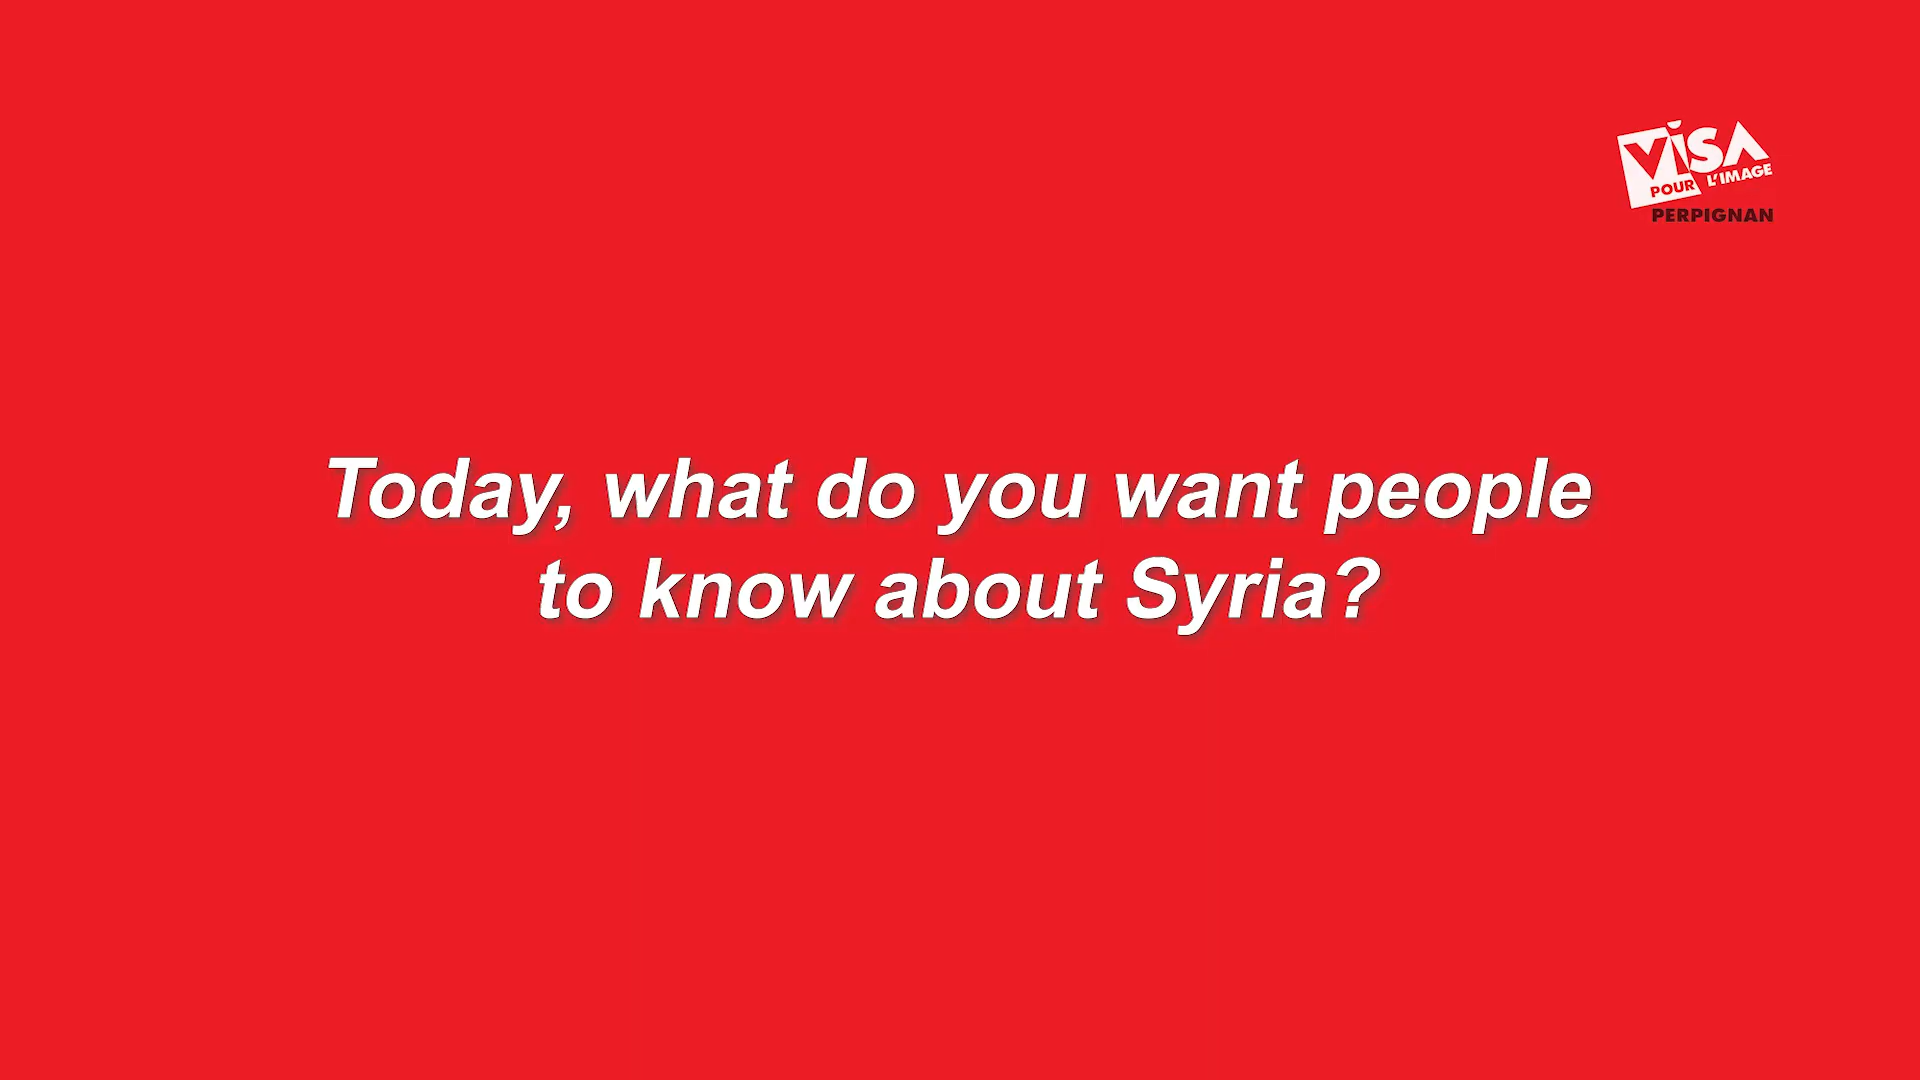 ViSA
POUR L'IMAGE
PERPIGNAN
Today, what do you want people
to know about Syria?